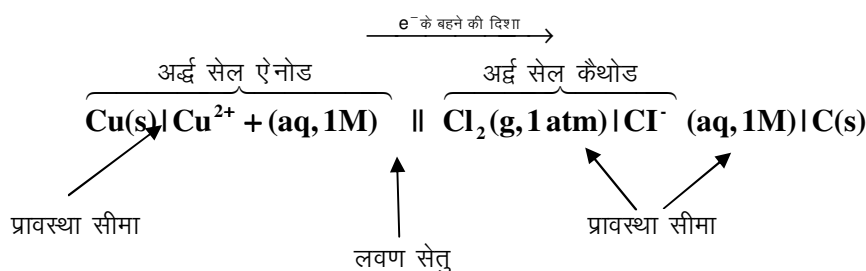 e⁻के बहने की दिशा
अर्द्ध सेल ऐनोड अर्द्व सेल कैथोड
Cu(s)|Cu²⁺ + (aq, 1M) || Cl₂(g, 1 atm) | CI⁻ (aq, 1M) | C(s)
प्रावस्था सीमा प्रावस्था सीमा
लवण सेतु